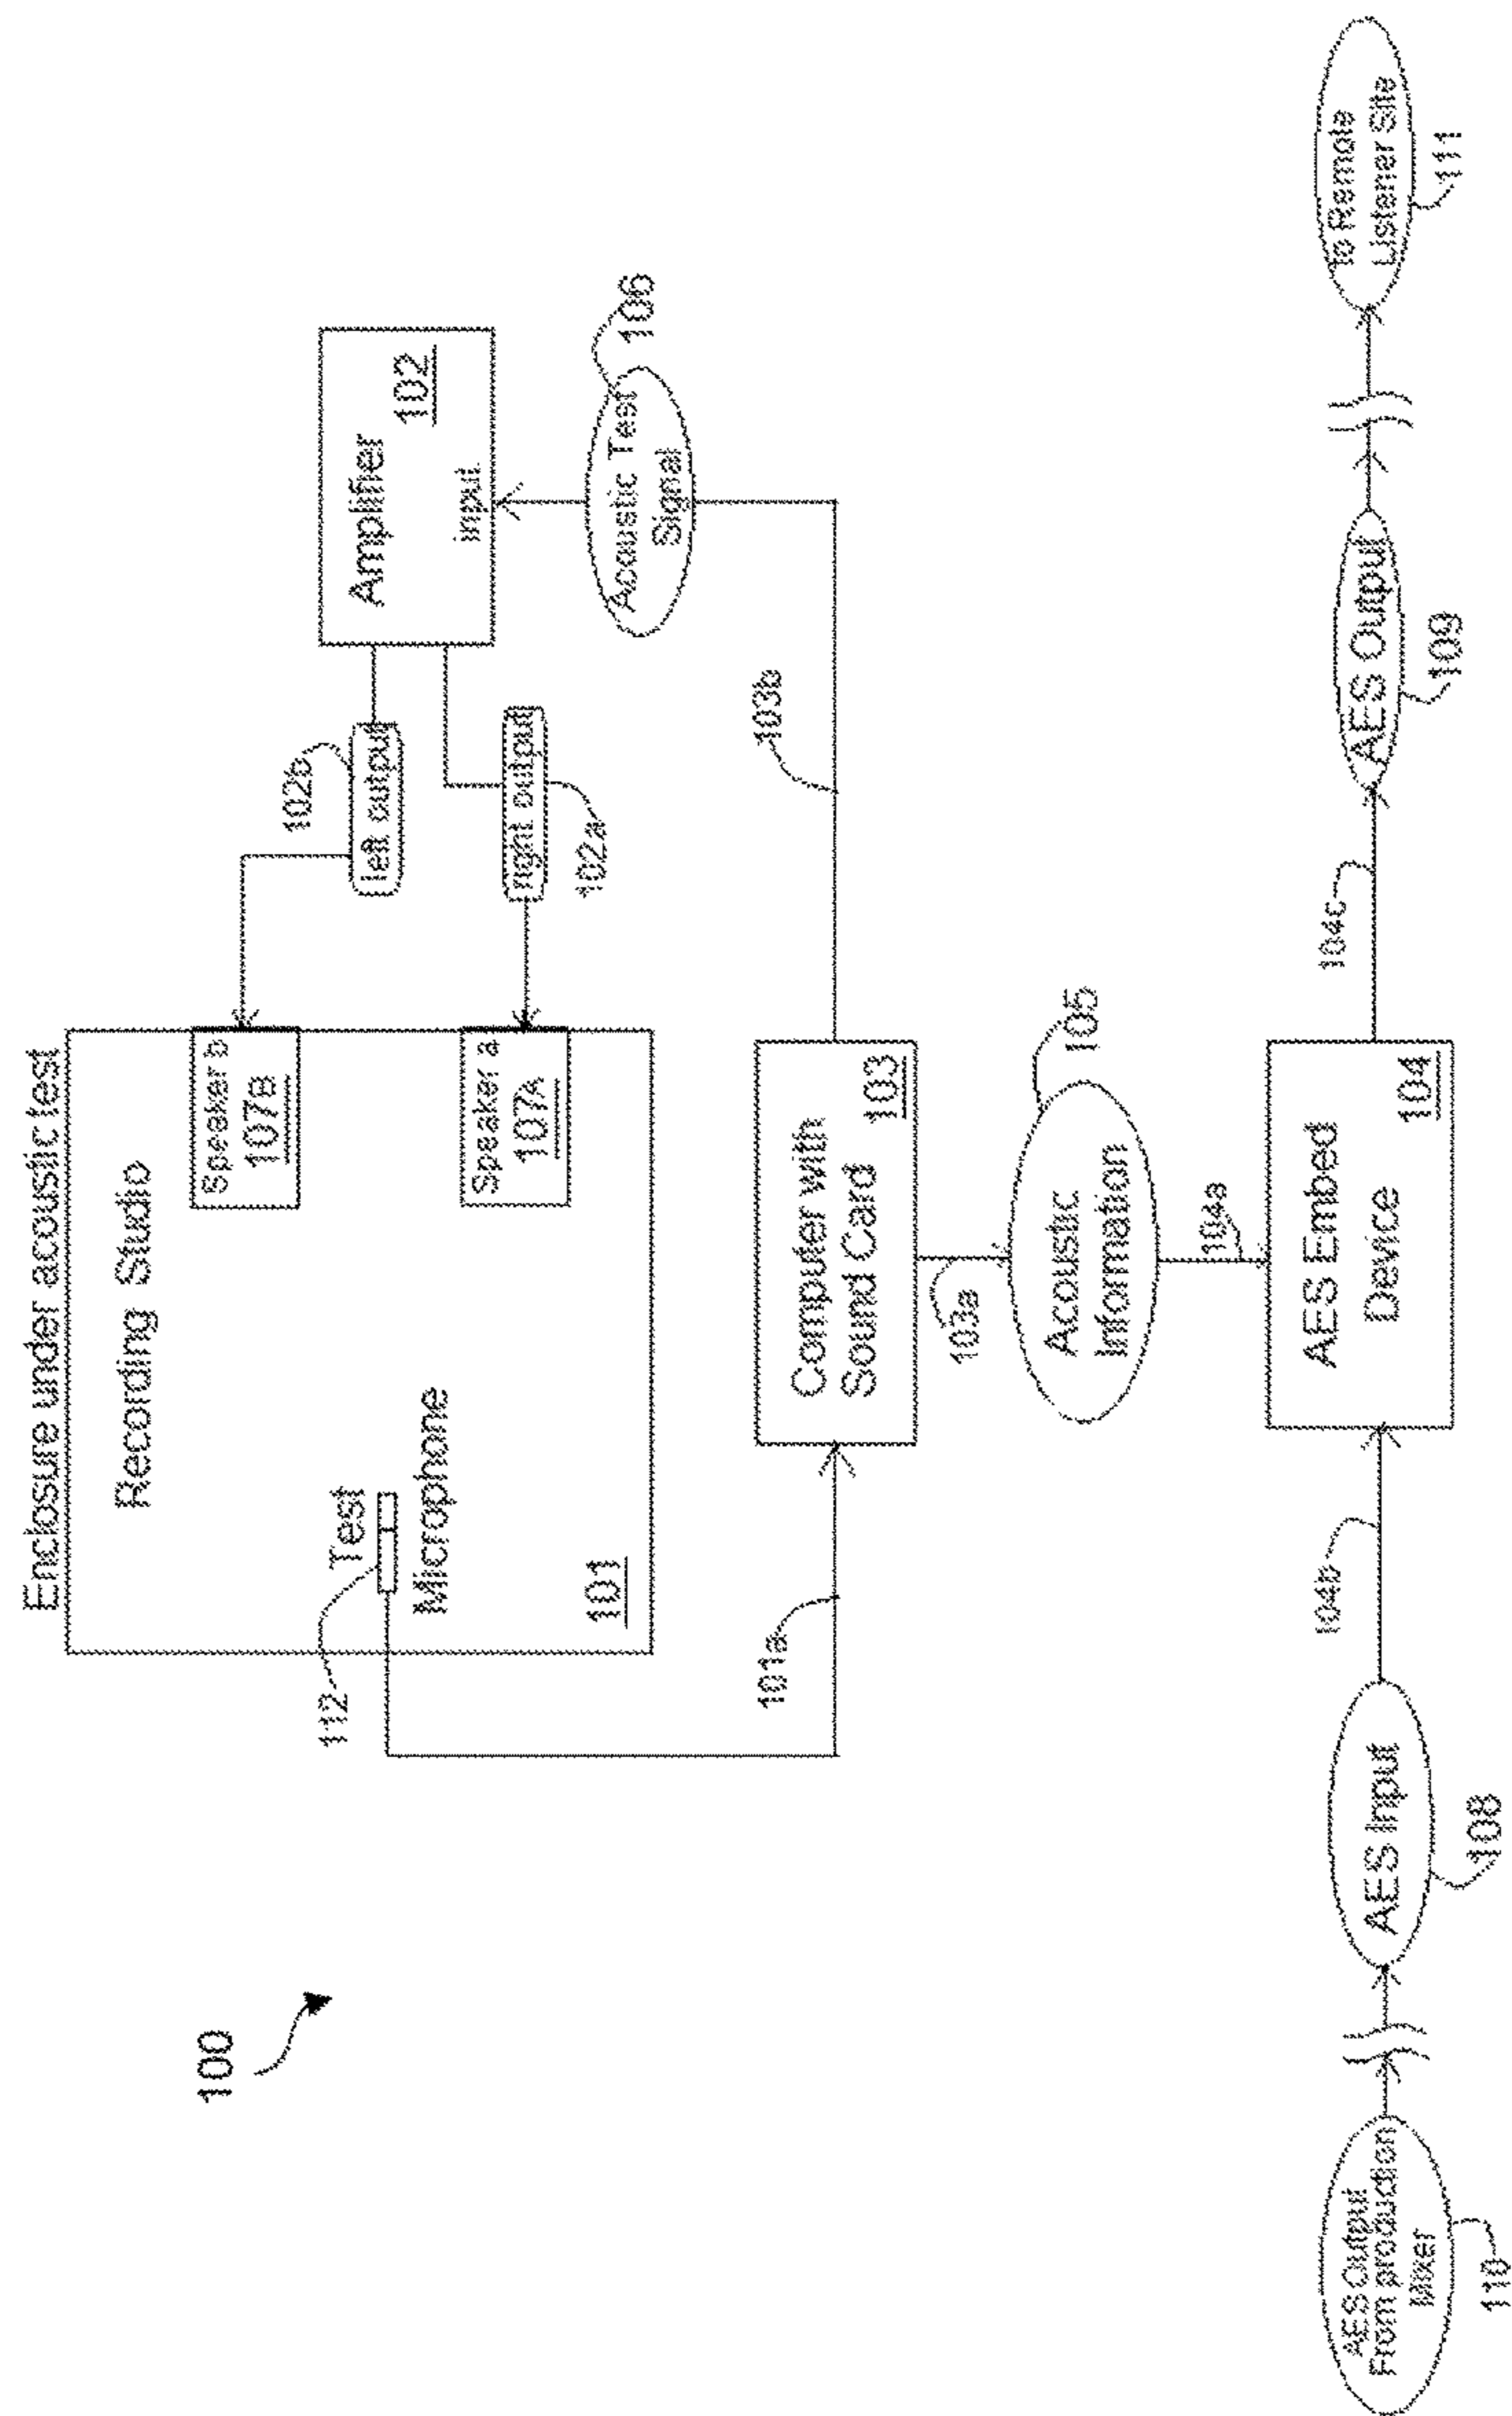 Enclosure under acoustic test
Recording Studio
Speaker b
107B
Speaker a
107A
Test
Microphone
112
101
100
102b
left output
right output
102a
Amplifier
102
input
106
Acoustic Test
Signal
101a
Computer with
Sound Card
103
103b
103a
105
Acoustic
Information
104a
AES Output
From production
Mixer
110
AES Input
108
104b
AES Embed
Device
104
104c
AES Output
109
To Remote
Listener Site
111